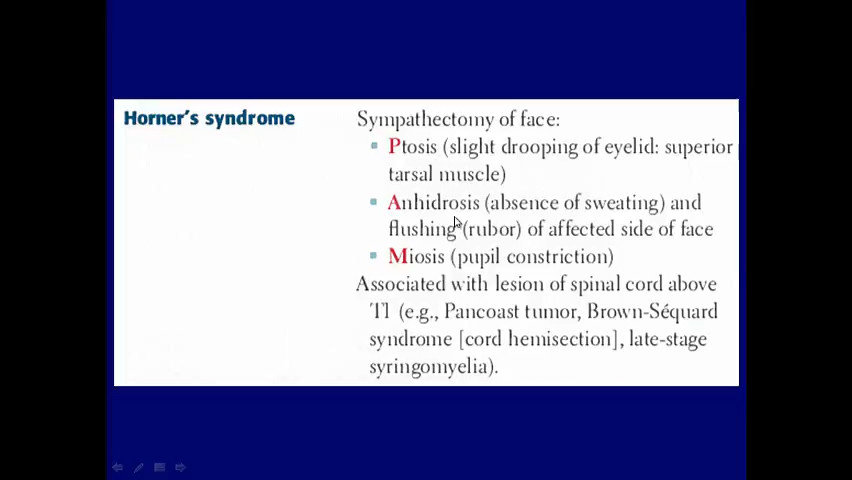 Horner's syndrome
Sympathectomy of face:
Ptosis (slight drooping of eyelid: superior
tarsal muscle)
Anhidrosis (absence of sweating) and
flushing (rubor) of affected side of face
Miosis (pupil constriction)
Associated with lesion of spinal cord above
T1 (e.g., Pancoast tumor, Brown-Séquard
syndrome [cord hemisection], late-stage
syringomyelia).